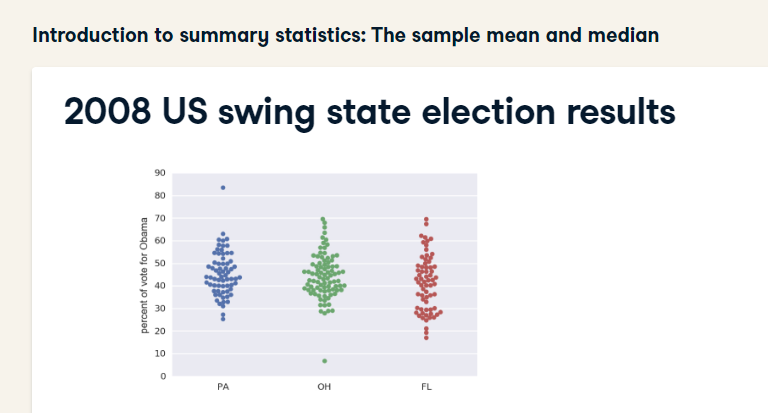 Introduction to summary statistics: The sample mean and median
2008 US swing state election results
90
80
70
60
50
40
30
20
10
0
percent of vote for Obama
PA OH FL